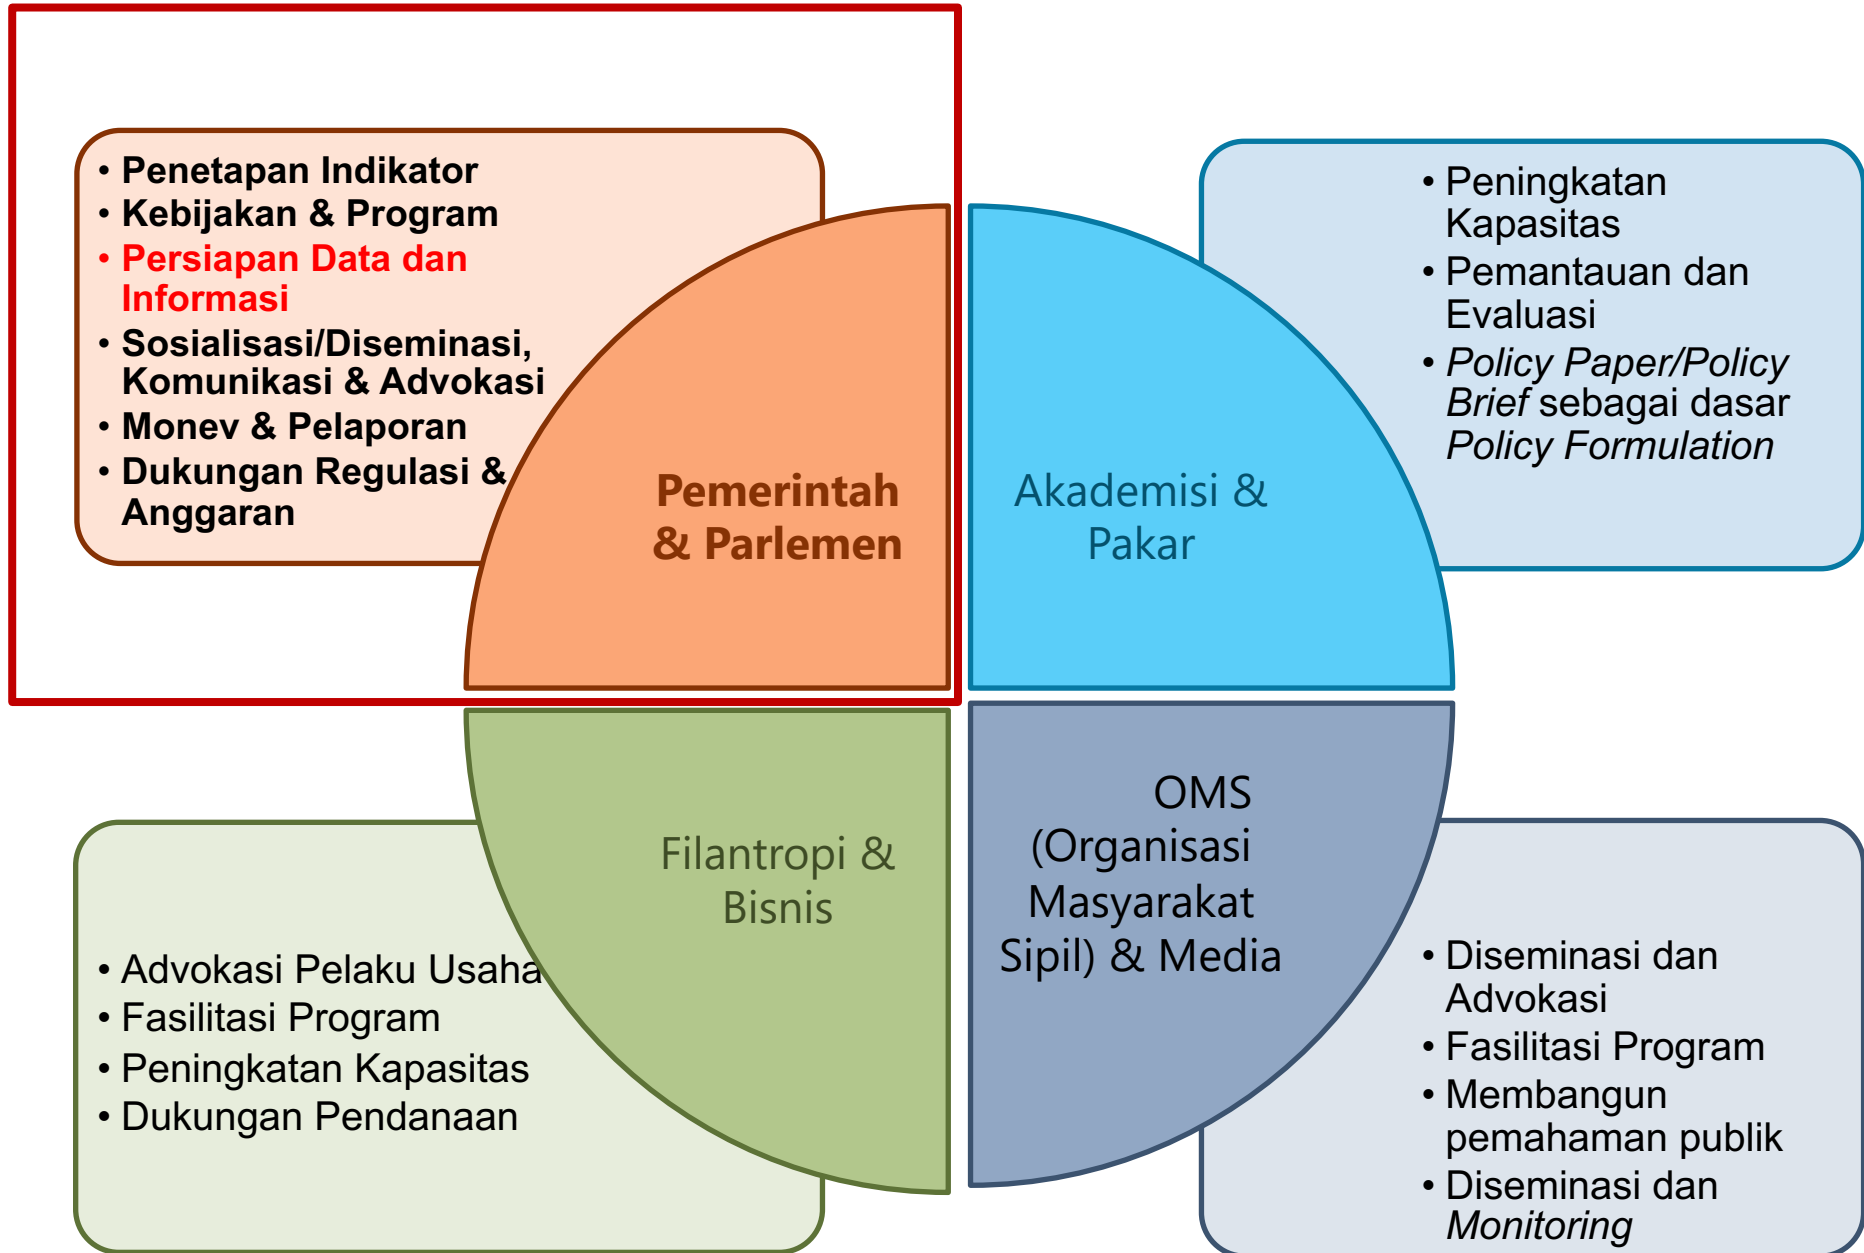 • Penetapan Indikator
• Kebijakan & Program
• Persiapan Data dan
Informasi
• Sosialisasi/Diseminasi,
Komunikasi & Advokasi
• Monev & Pelaporan
• Dukungan Regulasi &
Anggaran
Pemerintah
& Parlemen
Akademisi &
Pakar
• Peningkatan
Kapasitas
• Pemantauan dan
Evaluasi
• Policy Paper/Policy
Brief sebagai dasar
Policy Formulation
Filantropi &
Bisnis
• Advokasi Pelaku Usaha
• Fasilitasi Program
• Peningkatan Kapasitas
• Dukungan Pendanaan
OMS
(Organisasi
Masyarakat
Sipil) & Media
• Diseminasi dan
Advokasi
• Fasilitasi Program
• Membangun
pemahaman publik
• Diseminasi dan
Monitoring